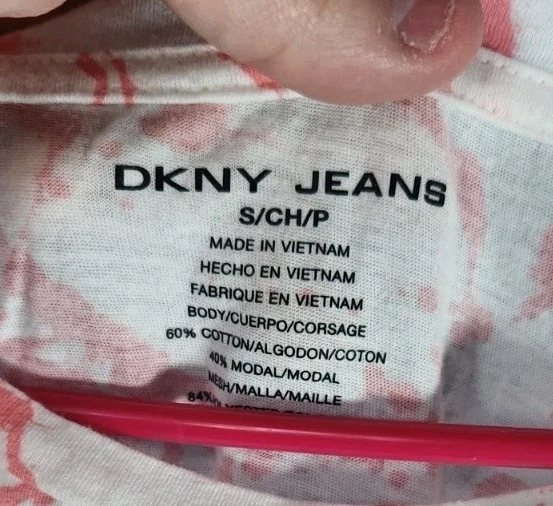 DKNY JEANS
S/CH/P
MADE IN VIETNAM
HECHO EN VIETNAM
FABRIQUE EN VIETNAM
BODY/CUERPO/CORSAGE
60% COTTON/ALGODON/COTON
40% MODAL/MODAL
MESH/MALLA/MAILLE
84%